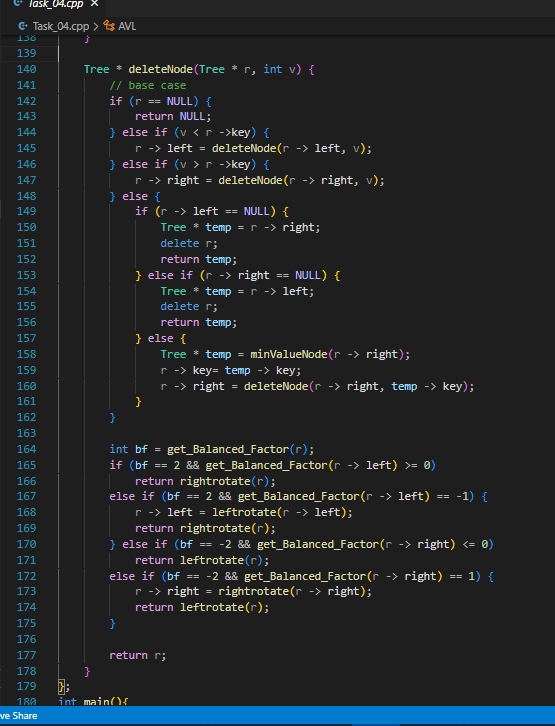 Task_04.cpp ×
Task_04.cpp > AVL
138 }
139
140 Tree * deleteNode(Tree * r, int v) {
141 // base case
142 if (r == NULL) {
143 return NULL;
144 } else if (v < r ->key) {
145 r -> left = deleteNode(r -> left, v);
146 } else if (v > r ->key) {
147 r -> right = deleteNode(r -> right, v);
148 } else {
149 if (r -> left == NULL) {
150 Tree * temp = r -> right;
151 delete r;
152 return temp;
153 } else if (r -> right == NULL) {
154 Tree * temp = r -> left;
155 delete r;
156 return temp;
157 } else {
158 Tree * temp = minValueNode(r -> right);
159 r -> key= temp -> key;
160 r -> right = deleteNode(r -> right, temp -> key);
161 }
162 }
163
164 int bf = get_Balanced_Factor(r);
165 if (bf == 2 && get_Balanced_Factor(r -> left) >= 0)
166 return rightrotate(r);
167 else if (bf == 2 && get_Balanced_Factor(r -> left) == -1) {
168 r -> left = leftrotate(r -> left);
169 return rightrotate(r);
170 } else if (bf == -2 && get_Balanced_Factor(r -> right) <= 0)
171 return leftrotate(r);
172 else if (bf == -2 && get_Balanced_Factor(r -> right) == 1) {
173 r -> right = rightrotate(r -> right);
174 return leftrotate(r);
175 }
176
177 return r;
178 }
179 };
180 int main(){
ve Share